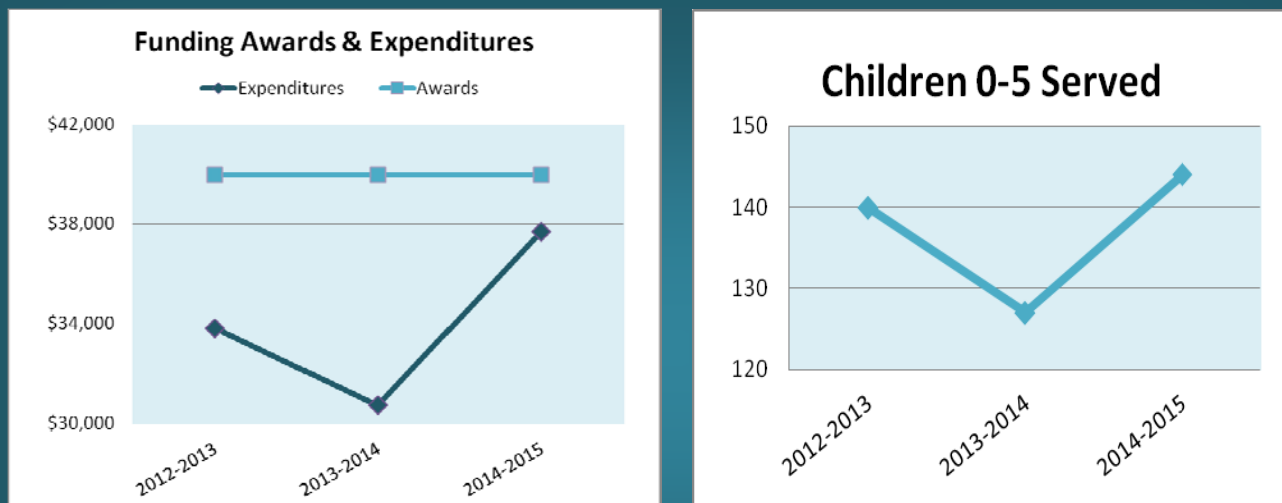 Funding Awards & Expenditures
Expenditures Awards
$42,000
$38,000
$34,000
$30,000
2012-2013 2013-2014 2014-2015
Children 0-5 Served
150
140
130
120
2012-2013 2013-2014 2014-2015